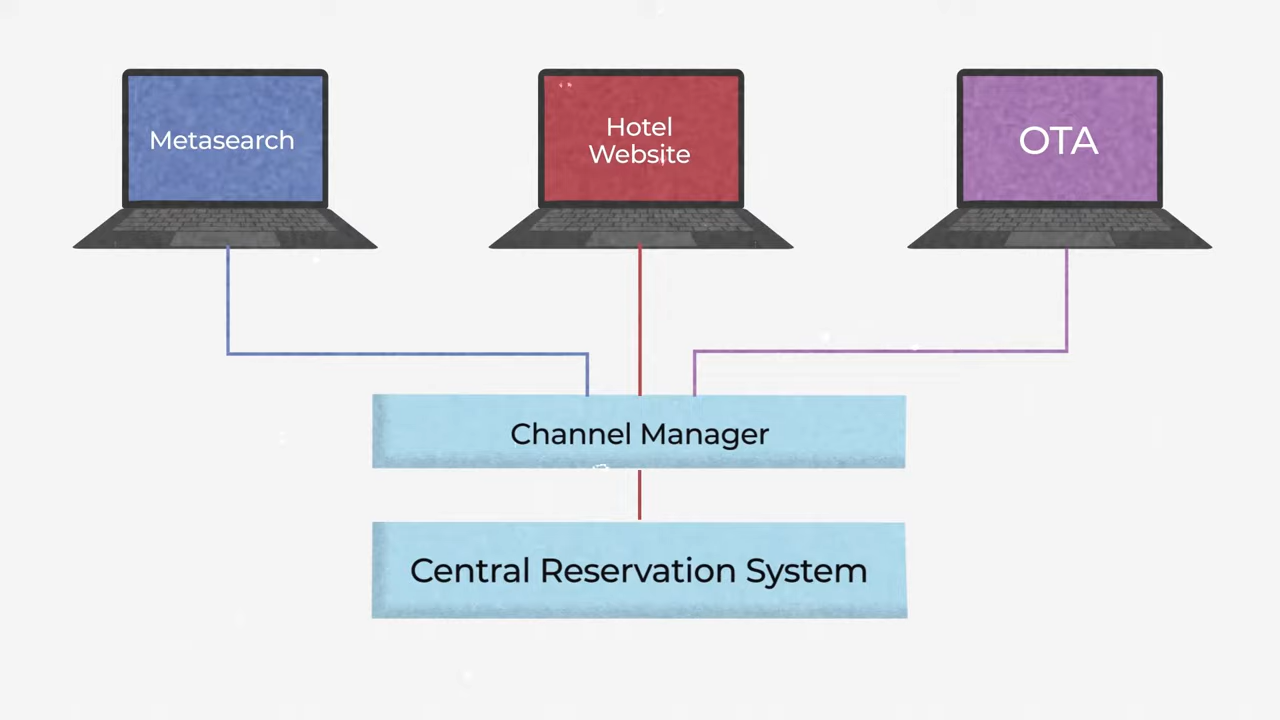 Metasearch
Hotel
Website
OTA
Channel Manager
Central Reservation System